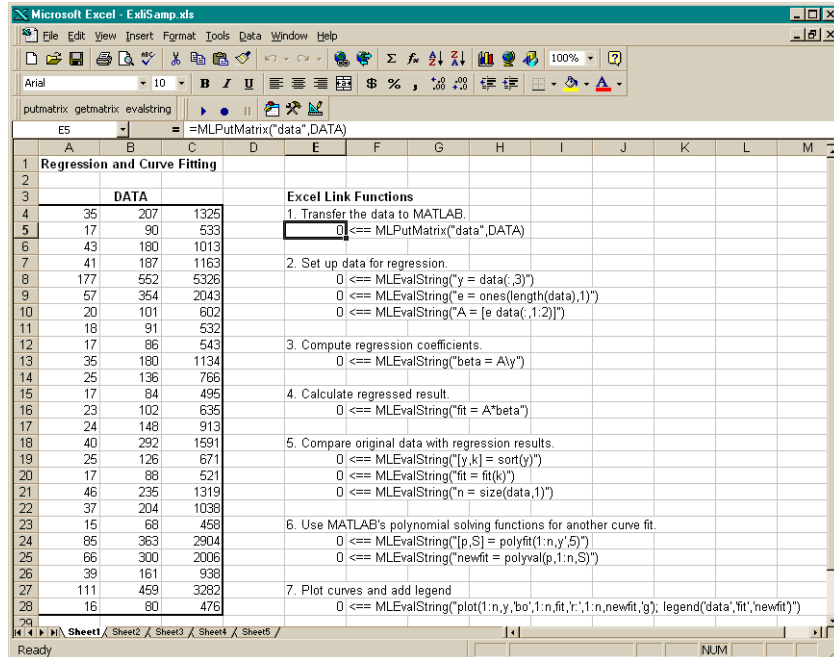 Microsoft Excel - ExliSamp.xls
File Edit View Insert Format Tools Data Window Help
100%
Arial 10 B I U $ % ,
putmatrix getmatrix evalstring
E5 = =MLPutMatrix("data",DATA)
A B C D E F G H I J K L M
1 Regression and Curve Fitting
2
3 DATA Excel Link Functions
4 35 207 1325 1. Transfer the data to MATLAB.
5 17 90 533 0 <== MLPutMatrix("data",DATA)
6 43 180 1013
7 41 187 1163 2. Set up data for regression.
8 177 552 5326 0 <== MLEvalString("y = data(:,3)")
9 57 354 2043 0 <== MLEvalString("e = ones(length(data),1)")
10 20 101 602 0 <== MLEvalString("A = [e data(:,1:2)]")
11 18 91 532
12 17 86 543 3. Compute regression coefficients.
13 35 180 1134 0 <== MLEvalString("beta = A\y")
14 25 136 766
15 17 84 495 4. Calculate regressed result.
16 23 102 635 0 <== MLEvalString("fit = A*beta")
17 24 148 913
18 40 292 1591 5. Compare original data with regression results.
19 25 126 671 0 <== MLEvalString("[y,k] = sort(y)")
20 17 88 521 0 <== MLEvalString("fit = fit(k)")
21 46 235 1319 0 <== MLEvalString("n = size(data,1)")
22 37 204 1038
23 15 68 458 6. Use MATLAB's polynomial solving functions for another curve fit.
24 85 363 2904 0 <== MLEvalString("[p,S] = polyfit(1:n,y',5)")
25 66 300 2006 0 <== MLEvalString("newfit = polyval(p,1:n,S)")
26 39 161 938
27 111 459 3282 7. Plot curves and add legend
28 16 80 476 0 <== MLEvalString("plot(1:n,y,'bo',1:n,fit,'r:',1:n,newfit,'g'); legend('data','fit','newfit')")
29
Sheet1 Sheet2 Sheet3 Sheet4 Sheet5
Ready NUM